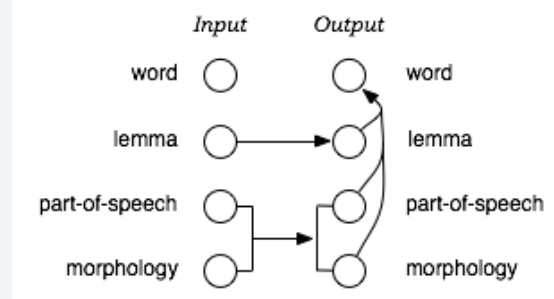 Input Output
word word
lemma lemma
part-of-speech part-of-speech
morphology morphology